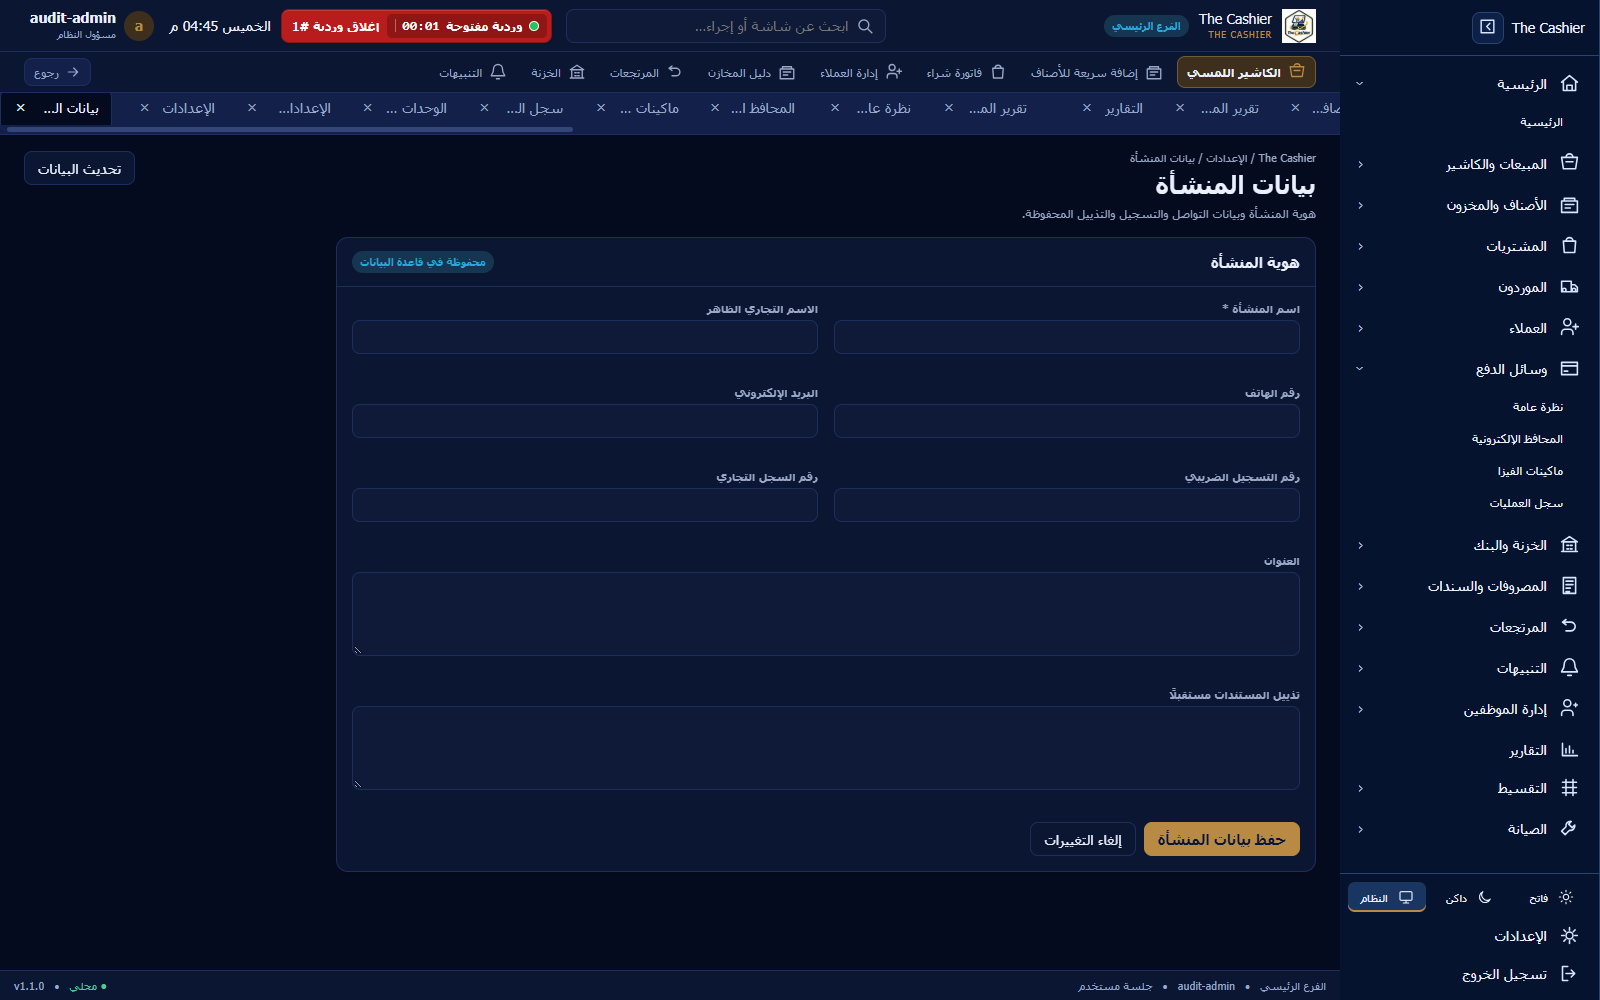 The Cashier
الرئيسية
الرئيسية
المبيعات والكاشير
الأصناف والمخزون
المشتريات
الموردون
العملاء
وسائل الدفع
نظرة عامة
المحافظ الإلكترونية
ماكينات الفيزا
سجل العمليات
الخزنة والبنك
المصروفات والسندات
المرتجعات
التنبيهات
إدارة الموظفين
التقارير
التقسيط
الصيانة
فاتح داكن النظام
الإعدادات
تسجيل الخروج
The Cashier
THE CASHIER
الفرع الرئيسي
ابحث عن شاشة أو إجراء...
وردية مفتوحة 00:01 إغلاق وردية #1
الخميس 04:45 م
a
audit-admin
مسؤول النظام
الكاشير اللمسي إضافة سريعة للأصناف فاتورة شراء إدارة العملاء دليل المخازن المرتجعات الخزنة التنبيهات رجوع
تقرير المـ... التقارير تقرير المـ... نظرة عا... المحافظ ا... ماكينات ... سجل الـ... الوحدات ... الإعدادا... الإعدادات بيانات الـ...
The Cashier / الإعدادات / بيانات المنشأة
بيانات المنشأة
هوية المنشأة وبيانات التواصل والتسجيل والتذييل المحفوظة.
تحديث البيانات
هوية المنشأة
محفوظة في قاعدة البيانات
اسم المنشأة *
الاسم التجاري الظاهر
رقم الهاتف
البريد الإلكتروني
رقم التسجيل الضريبي
رقم السجل التجاري
العنوان
تذييل المستندات مستقبلًا
حفظ بيانات المنشأة
إلغاء التغييرات
الفرع الرئيسي • audit-admin • جلسة مستخدم
محلي • v1.1.0